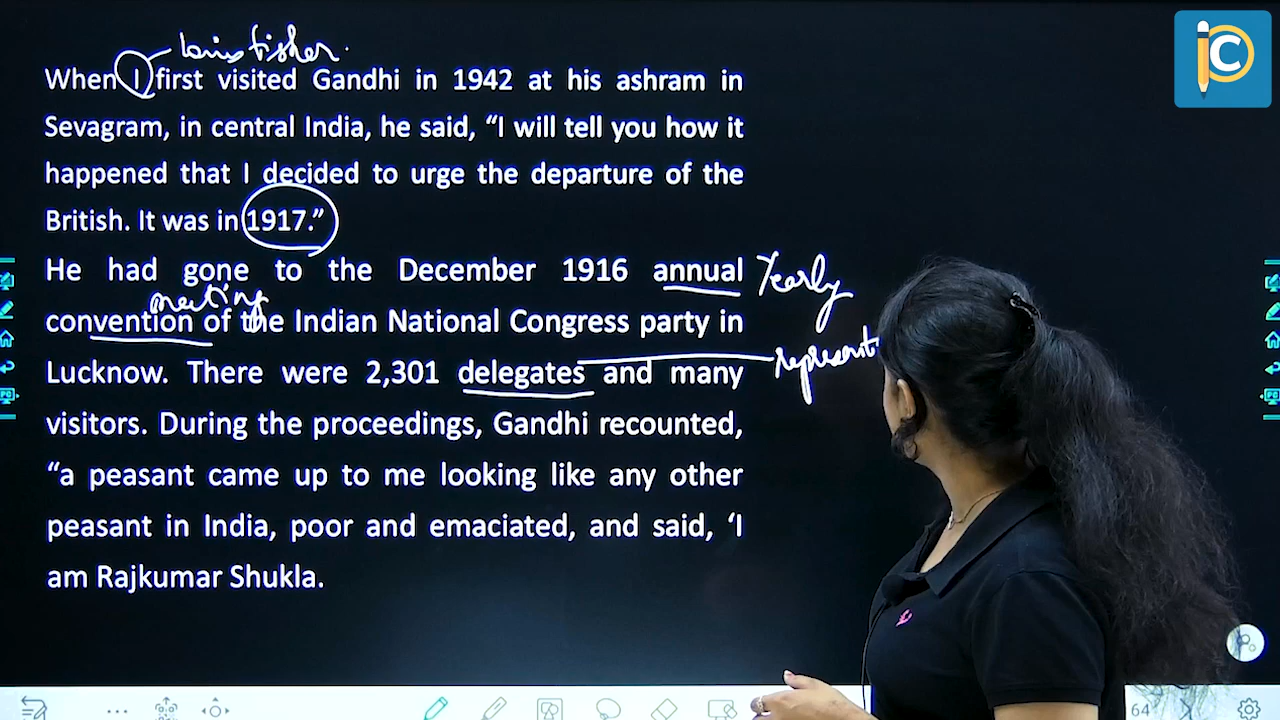 Louis fisher.
When I first visited Gandhi in 1942 at his ashram in
Sevagram, in central India, he said, “I will tell you how it
happened that I decided to urge the departure of the
British. It was in 1917.”
He had gone to the December 1916 annual Yearly
meeting
convention of the Indian National Congress party in
represent
Lucknow. There were 2,301 delegates and many
visitors. During the proceedings, Gandhi recounted,
“a peasant came up to me looking like any other
peasant in India, poor and emaciated, and said, ‘I
am Rajkumar Shukla.
64
PC
PC